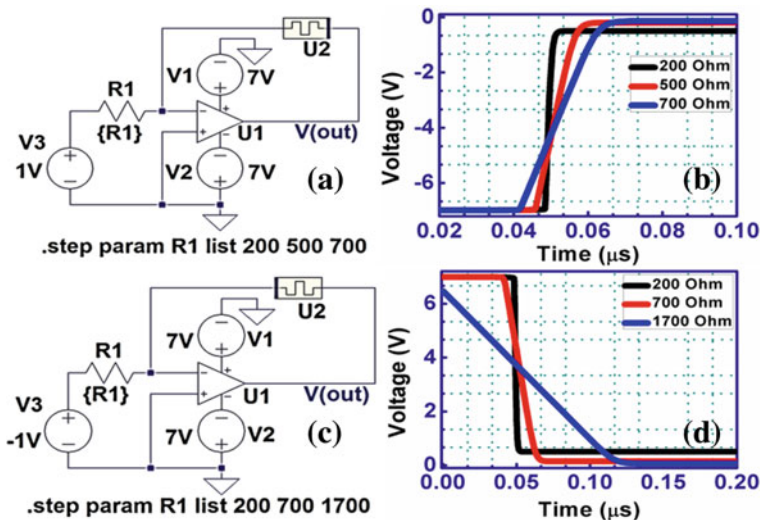 U2
V1
7V
R1
{R1}
U1
V(out)
V3
1V
V2
7V
(a)
.step param R1 list 200 500 700
Voltage (V)
-0
-2
-4
-6
200 Ohm
500 Ohm
700 Ohm
(b)
0.02 0.04 0.06 0.08 0.10
Time (µs)
U2
7V
V1
R1
{R1}
U1
V(out)
V3
-1V
7V
V2
(c)
.step param R1 list 200 700 1700
Voltage (V)
6
4
2
0
200 Ohm
700 Ohm
1700 Ohm
(d)
0.00 0.05 0.10 0.15 0.20
Time (µs)